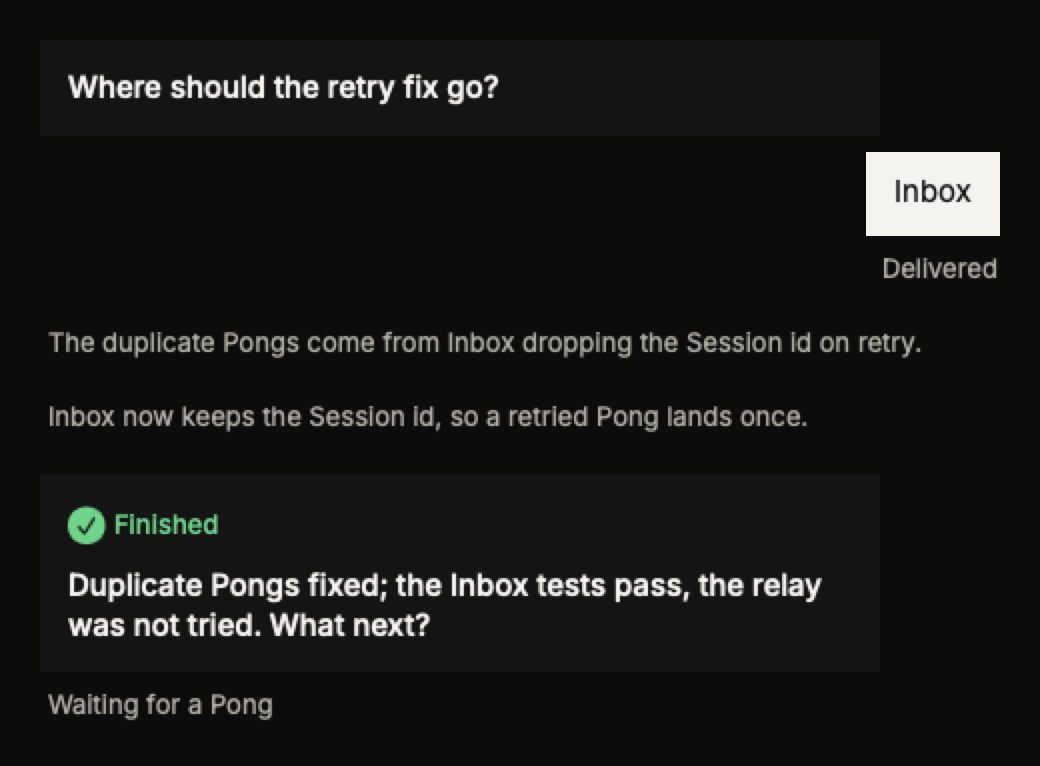 Where should the retry fix go?
Inbox
Delivered
The duplicate Pongs come from Inbox dropping the Session id on retry.
Inbox now keeps the Session id, so a retried Pong lands once.
Finished
Duplicate Pongs fixed; the Inbox tests pass, the relay
was not tried. What next?
Waiting for a Pong